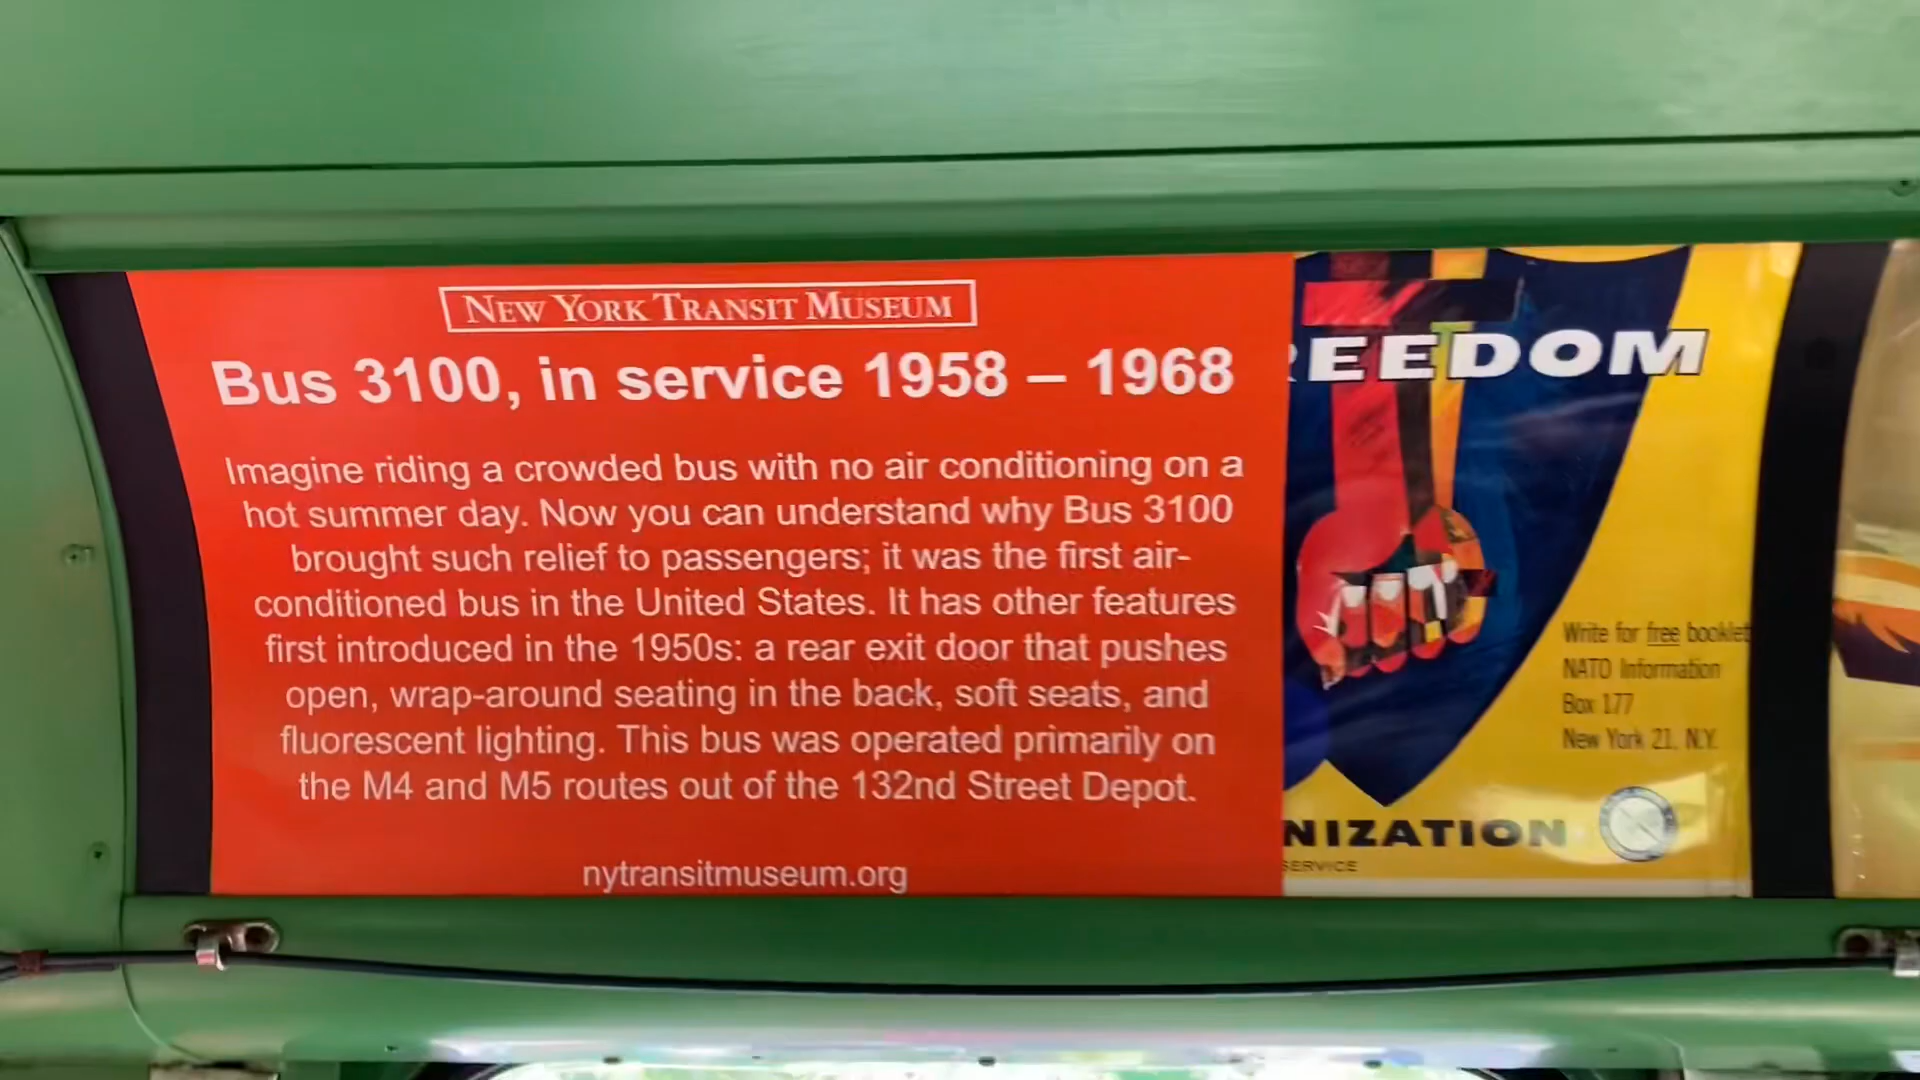 NEW YORK TRANSIT MUSEUM
Bus 3100, in service 1958 – 1968
Imagine riding a crowded bus with no air conditioning on a
hot summer day. Now you can understand why Bus 3100
brought such relief to passengers; it was the first air-
conditioned bus in the United States. It has other features
first introduced in the 1950s: a rear exit door that pushes
open, wrap-around seating in the back, soft seats, and
fluorescent lighting. This bus was operated primarily on
the M4 and M5 routes out of the 132nd Street Depot.
nytransitmuseum.org
REEDOM
Write for free booklet
NATO Information
Box 177
New York 21, N.Y.
NIZATION
SERVICE